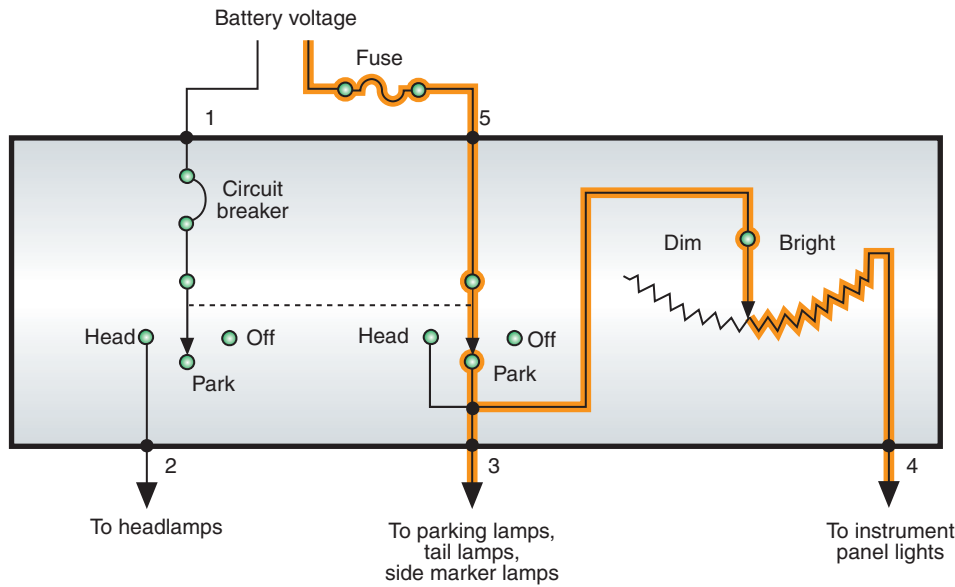 Battery voltage
Fuse
1
5
Circuit
breaker
Dim
Bright
Head
Off
Park
Head
Off
Park
2
3
4
To headlamps
To parking lamps,
tail lamps,
side marker lamps
To instrument
panel lights